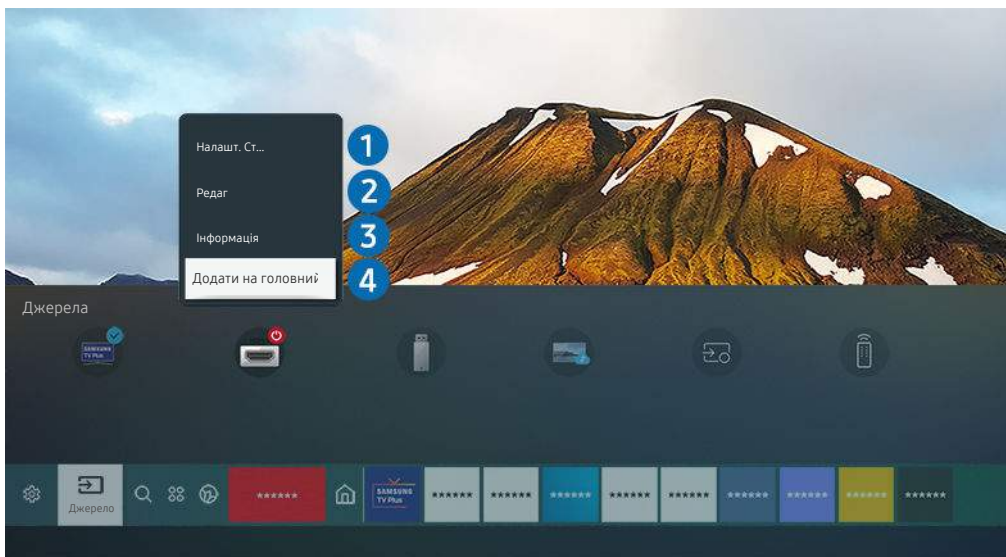 Налашт. Ст...
1
Редаг
2
Інформація
3
Додати на головний
4
Джерела
SAMSUNG
TV Plus
Джерело
******
SAMSUNG
TV Plus
******
******
******
******
******
******
******
******
******